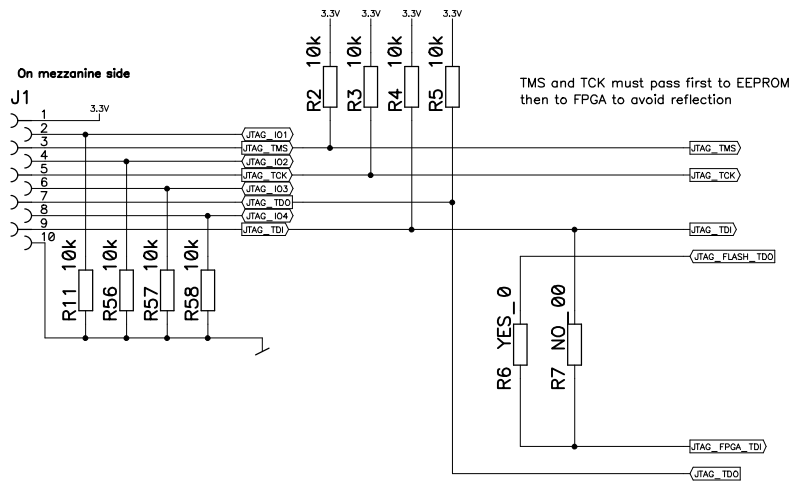 3.3V 3.3V 3.3V 3.3V
R2 10k
R3 10k
R4 10k
R5 10k
On mezzanine side
TMS and TCK must pass first to EEPROM
then to FPGA to avoid reflection
J1
3.3V
1
2 JTAG_IO1
3 JTAG_TMS JTAG_TMS
4 JTAG_IO2
5 JTAG_TCK JTAG_TCK
6 JTAG_IO3
7 JTAG_TDO
8 JTAG_IO4
9 JTAG_TDI JTAG_TDI
10
JTAG_FLASH_TDO
R11 10k
R56 10k
R57 10k
R58 10k
R6 YES_0
R7 NO_00
JTAG_FPGA_TDI
JTAG_TDO